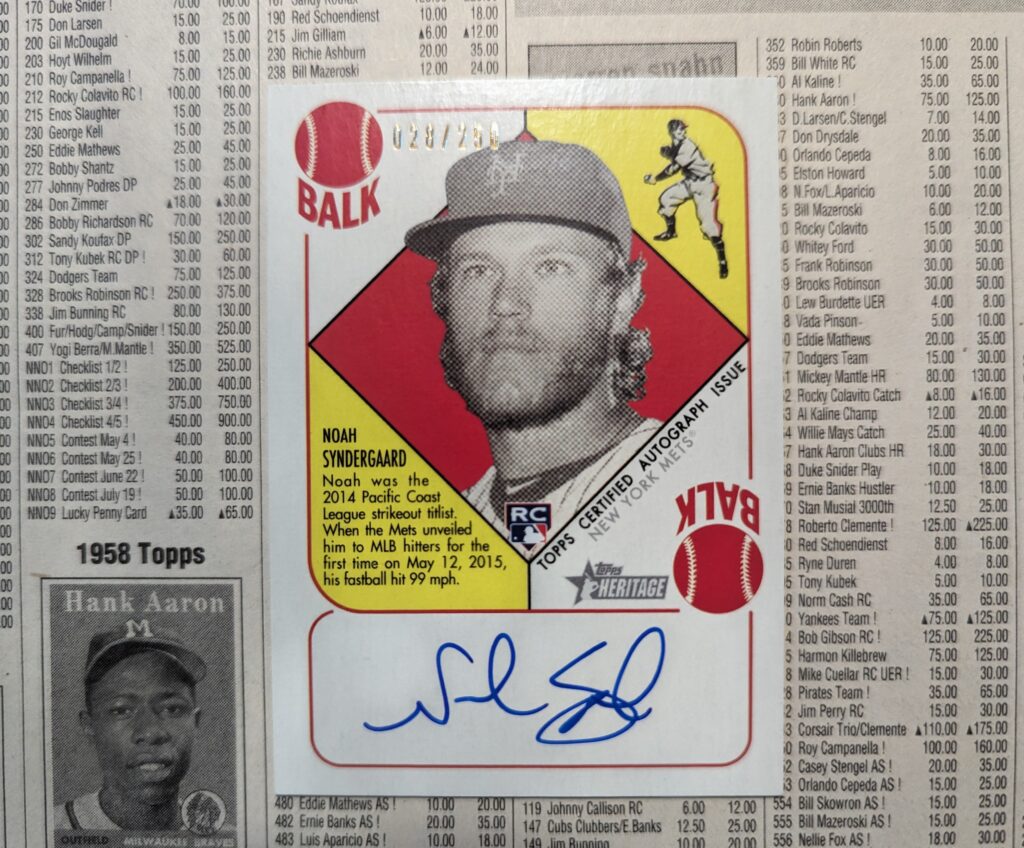 170 Duke Snider ! 70.00 100.00
175 Don Larsen 15.00 25.00
200 Gil McDougald 8.00 15.00
203 Hoyt Wilhelm 15.00 25.00
210 Roy Campanella ! 75.00 125.00
212 Rocky Colavito RC ! 100.00 160.00
215 Enos Slaughter 15.00 25.00
230 George Kell 15.00 25.00
250 Eddie Mathews 25.00 45.00
272 Bobby Shantz 15.00 25.00
277 Johnny Podres DP 25.00 45.00
284 Don Zimmer ▲18.00 ▲30.00
286 Bobby Richardson RC 70.00 120.00
302 Sandy Koufax DP 150.00 250.00
312 Tony Kubek RC DP ! 30.00 60.00
324 Dodgers Team 75.00 125.00
328 Brooks Robinson RC ! 250.00 375.00
338 Jim Bunning RC 80.00 130.00
400 Fur/Hodg/Camp/Snider ! 150.00 250.00
407 Yogi Berra/M.Mantle ! 350.00 525.00
NNO1 Checklist 1/2 ! 125.00 250.00
NNO2 Checklist 2/3 ! 200.00 400.00
NNO3 Checklist 3/4 ! 375.00 750.00
NNO4 Checklist 4/5 ! 450.00 900.00
NNO5 Contest May 4 ! 40.00 80.00
NNO6 Contest May 25 ! 40.00 80.00
NNO7 Contest June 22 ! 50.00 100.00
NNO8 Contest July 19 ! 50.00 100.00
NNO9 Lucky Penny Card ▲35.00 ▲65.00
1958 Topps
Hank Aaron
M
OUTFIELD MILWAUKEE BRAVES
190 Red Schoendienst 10.00 18.00
215 Jim Gilliam ▲6.00 ▲12.00
230 Richie Ashburn 20.00 35.00
238 Bill Mazeroski 12.00 24.00
028/250
BALK
NY
NOAH
SYNDERGAARD
Noah was the
2014 Pacific Coast
League strikeout titlist.
When the Mets unveiled
him to MLB hitters for the
first time on May 12, 2015,
his fastball hit 99 mph.
RC
TOPPS CERTIFIED AUTOGRAPH ISSUE
NEW YORK METS™
BALK
Topps
HERITAGE
480 Eddie Mathews AS ! 10.00 20.00
482 Ernie Banks AS ! 20.00 35.00
483 Luis Aparicio AS ! 18.00 30.00
119 Johnny Callison RC 6.00 12.00
147 Cubs Clubbers/E.Banks 12.50 25.00
149 Jim Bunning 10.00 20.00
warren spahn
352 Robin Roberts 10.00 20.00
359 Bill White RC 15.00 25.00
Al Kaline ! 35.00 65.00
Hank Aaron ! 75.00 125.00
D.Larsen/C.Stengel 7.00 14.00
Don Drysdale 20.00 35.00
Orlando Cepeda 8.00 16.00
Elston Howard 5.00 10.00
N.Fox/L.Aparicio 10.00 20.00
Bill Mazeroski 6.00 12.00
Rocky Colavito 15.00 30.00
Whitey Ford 30.00 50.00
Frank Robinson 30.00 50.00
Brooks Robinson 30.00 50.00
Lew Burdette UER 4.00 8.00
Vada Pinson 5.00 10.00
Eddie Mathews 20.00 35.00
Dodgers Team 15.00 30.00
Mickey Mantle HR 80.00 130.00
Rocky Colavito Catch ▲8.00 ▲16.00
Al Kaline Champ 12.00 20.00
Willie Mays Catch 25.00 40.00
Hank Aaron Clubs HR 18.00 30.00
Duke Snider Play 10.00 18.00
Ernie Banks Hustler 10.00 18.00
Stan Musial 3000th 12.50 25.00
Roberto Clemente ! 125.00 ▲225.00
Red Schoendienst 8.00 16.00
Ryne Duren 4.00 8.00
Tony Kubek 5.00 10.00
Norm Cash RC 35.00 65.00
Yankees Team ! ▲75.00 ▲125.00
Bob Gibson RC ! 125.00 225.00
Harmon Killebrew 75.00 125.00
Mike Cuellar RC UER ! 15.00 30.00
Pirates Team ! 35.00 65.00
Jim Perry RC 15.00 30.00
Corsair Trio/Clemente ▲110.00 ▲175.00
Roy Campanella ! 100.00 160.00
Casey Stengel AS ! 20.00 35.00
Orlando Cepeda AS ! 15.00 25.00
554 Bill Skowron AS ! 15.00 25.00
555 Bill Mazeroski AS ! 15.00 25.00
556 Nellie Fox AS ! 18.00 30.00